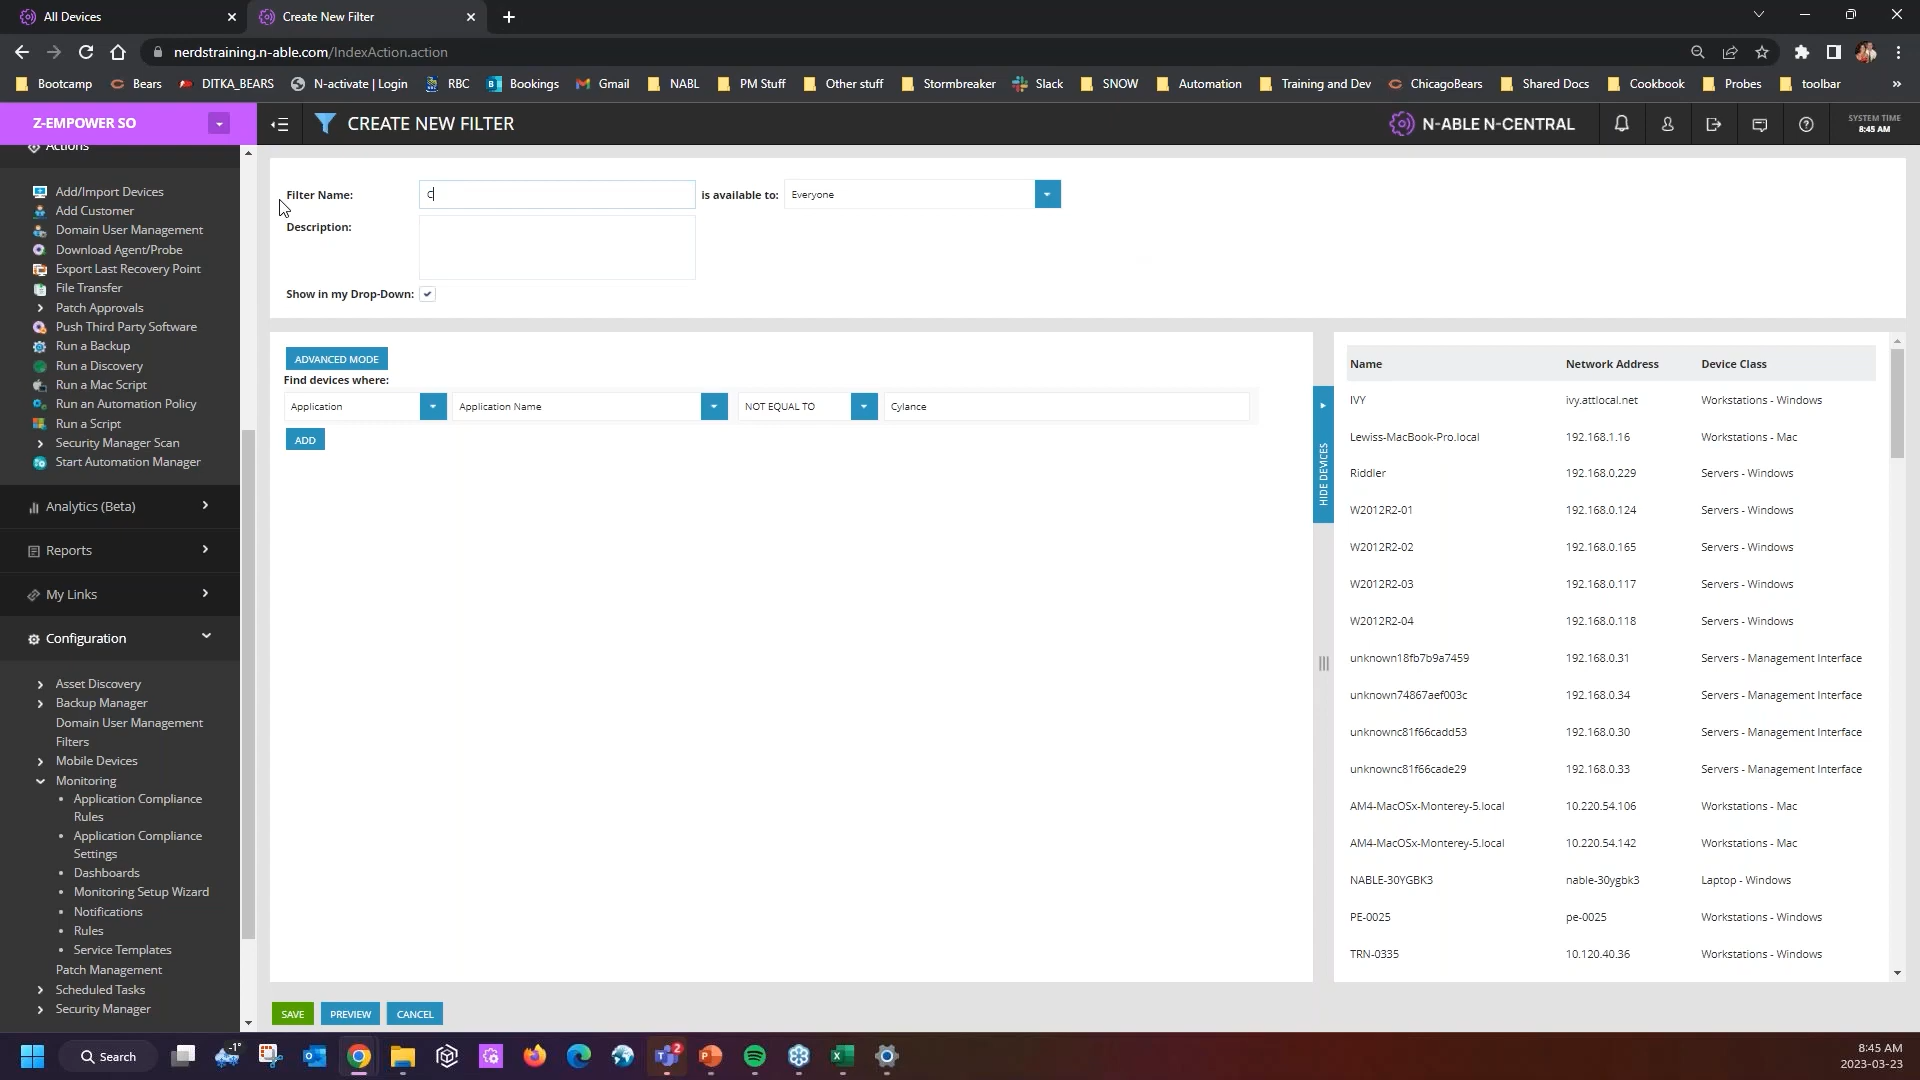 All Devices
Create New Filter
nerdstraining.n-able.com/IndexAction.action
Bootcamp
Bears
DITKA_BEARS
N-activate | Login
RBC
Bookings
Gmail
NABL
PM Stuff
Other stuff
Stormbreaker
Slack
SNOW
Automation
Training and Dev
ChicagoBears
Shared Docs
Cookbook
Probes
toolbar
»
Z-EMPOWER SO
CREATE NEW FILTER
N-ABLE N-CENTRAL
SYSTEM TIME
8:45 AM
Actions
Add/Import Devices
Add Customer
Domain User Management
Download Agent/Probe
Export Last Recovery Point
File Transfer
Patch Approvals
Push Third Party Software
Run a Backup
Run a Discovery
Run a Mac Script
Run an Automation Policy
Run a Script
Security Manager Scan
Start Automation Manager
Analytics (Beta)
Reports
My Links
Configuration
Asset Discovery
Backup Manager
Domain User Management
Filters
Mobile Devices
Monitoring
Application Compliance
Rules
Application Compliance
Settings
Dashboards
Monitoring Setup Wizard
Notifications
Rules
Service Templates
Patch Management
Scheduled Tasks
Security Manager
Filter Name: C is available to: Everyone
Description:
Show in my Drop-Down:
ADVANCED MODE
Find devices where:
Application Application Name NOT EQUAL TO Cylance
ADD
HIDE DEVICES
Name Network Address Device Class
IVY ivy.attlocal.net Workstations - Windows
Lewiss-MacBook-Pro.local 192.168.1.16 Workstations - Mac
Riddler 192.168.0.229 Servers - Windows
W2012R2-01 192.168.0.124 Servers - Windows
W2012R2-02 192.168.0.165 Servers - Windows
W2012R2-03 192.168.0.117 Servers - Windows
W2012R2-04 192.168.0.118 Servers - Windows
unknown18fb7b9a7459 192.168.0.31 Servers - Management Interface
unknown74867aef003c 192.168.0.34 Servers - Management Interface
unknownc81f66cadd53 192.168.0.30 Servers - Management Interface
unknownc81f66cade29 192.168.0.33 Servers - Management Interface
AM4-MacOSx-Monterey-5.local 10.220.54.106 Workstations - Mac
AM4-MacOSx-Monterey-5.local 10.220.54.142 Workstations - Mac
NABLE-30YGBK3 nable-30ygbk3 Laptop - Windows
PE-0025 pe-0025 Workstations - Windows
TRN-0335 10.120.40.36 Workstations - Windows
SAVE PREVIEW CANCEL
Search
-1°
2
8:45 AM
2023-03-23